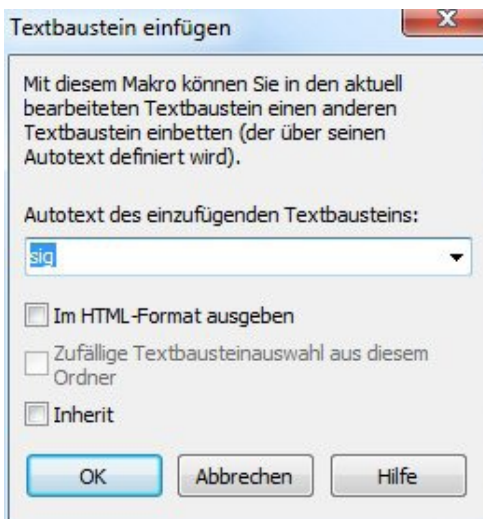 Textbaustein einfügen
Mit diesem Makro können Sie in den aktuell
bearbeiteten Textbaustein einen anderen
Textbaustein einbetten (der über seinen
Autotext definiert wird).
Autotext des einzufügenden Textbausteins:
sig
Im HTML-Format ausgeben
Zufällige Textbausteinauswahl aus diesem
Ordner
Inherit
OK Abbrechen Hilfe